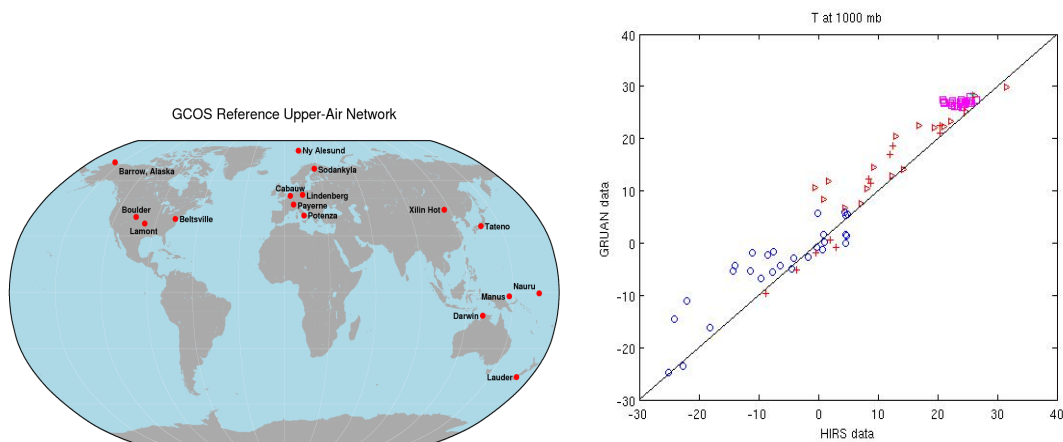 GCOS Reference Upper-Air Network
Ny Alesund
Barrow, Alaska
Sodankyla
Cabauw
Lindenberg
Payerne
Potenza
Boulder
Beltsville
Lamont
Xilin Hot
Tateno
Nauru
Manus
Darwin
Lauder
T at 1000 mb
40
30
20
10
0
-10
-20
-30
GRUAN data
-30 -20 -10 0 10 20 30 40
HIRS data